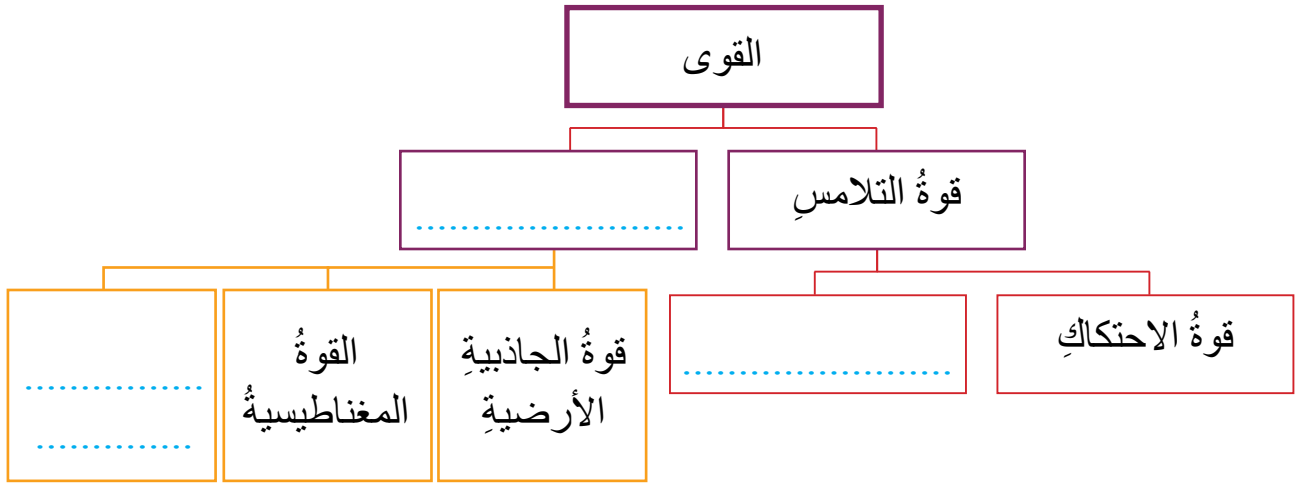 القوى
قوةُ التلامسِ
........................
قوةُ الاحتكاكِ
........................
قوةُ الجاذبيةِ
الأرضيةِ
القوةُ
المغناطيسيةُ
................
..............